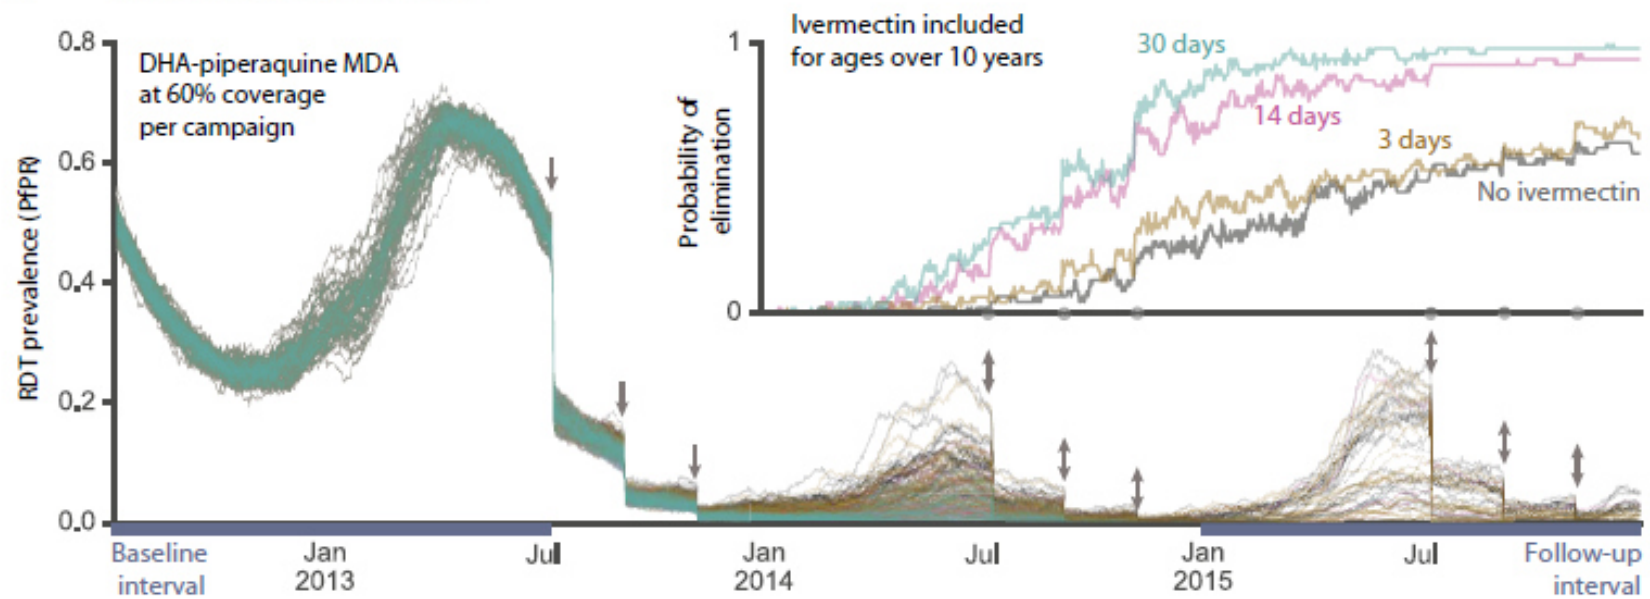 0.8
DHA-piperaquine MDA
at 60% coverage
per campaign
0.6
0.4
0.2
0.0
RDT prevalence (PfPR)
Ivermectin included
for ages over 10 years
1
0
Probability of
elimination
30 days
14 days
3 days
No ivermectin
Baseline
interval
Jan
2013
Jul
Jan
2014
Jul
Jan
2015
Jul
Follow-up
interval